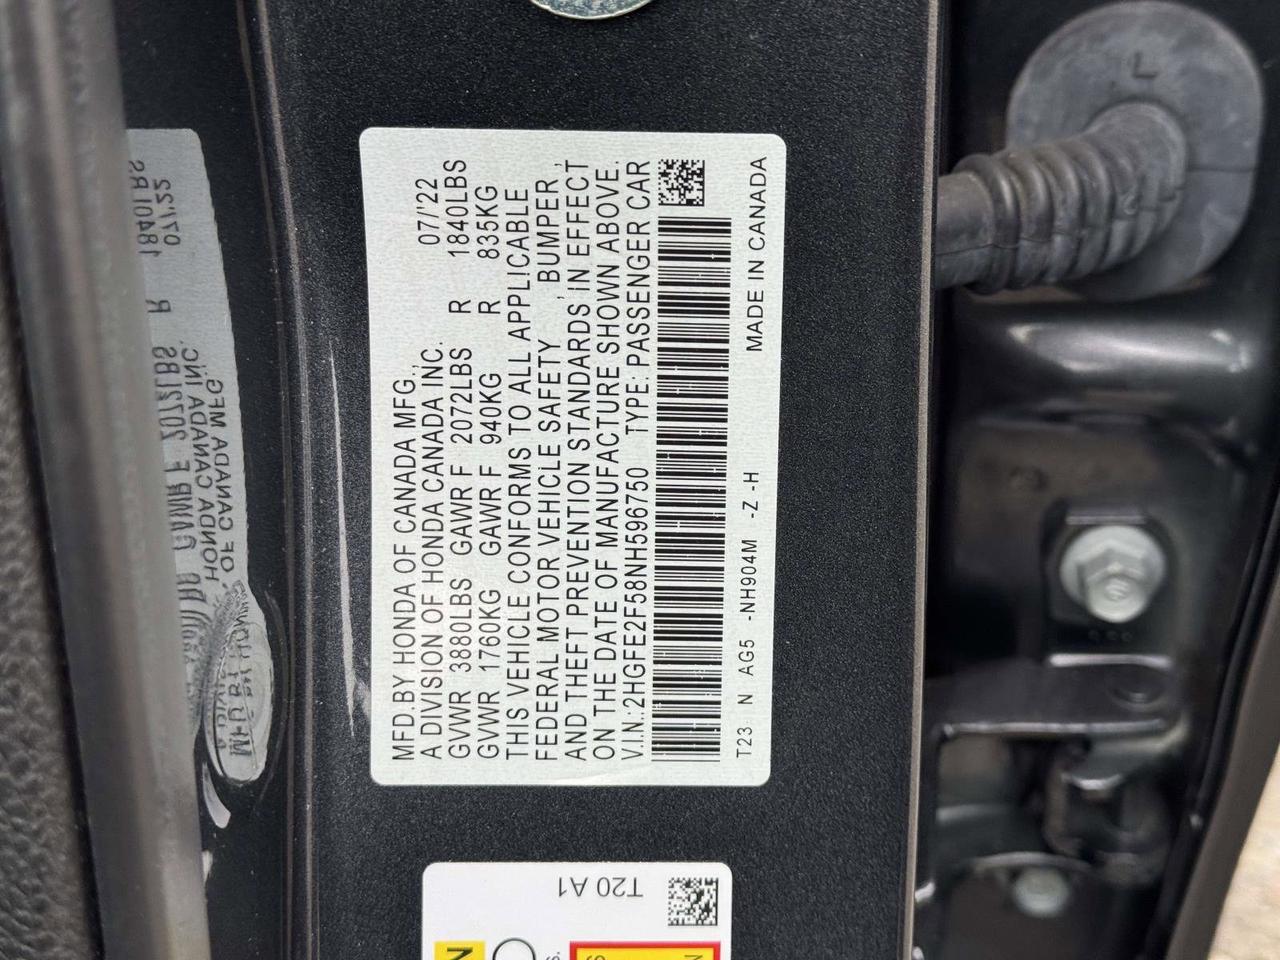 MFD.BY HONDA OF CANADA MFG.,
A DIVISION OF HONDA CANADA INC. 07/'22
GVWR 3880LBS GAWR F 2072LBS R 1840LBS
GVWR 1760KG GAWR F 940KG R 835KG
THIS VEHICLE CONFORMS TO ALL APPLICABLE
FEDERAL MOTOR VEHICLE SAFETY, BUMPER,
AND THEFT PREVENTION STANDARDS, IN EFFECT
ON THE DATE OF MANUFACTURE SHOWN ABOVE.
V.I.N.:2HGFE2F58NH596750 TYPE: PASSENGER CAR
MADE IN CANADA
T23 N AG5 -NH904M -Z -H
T20 A1
L